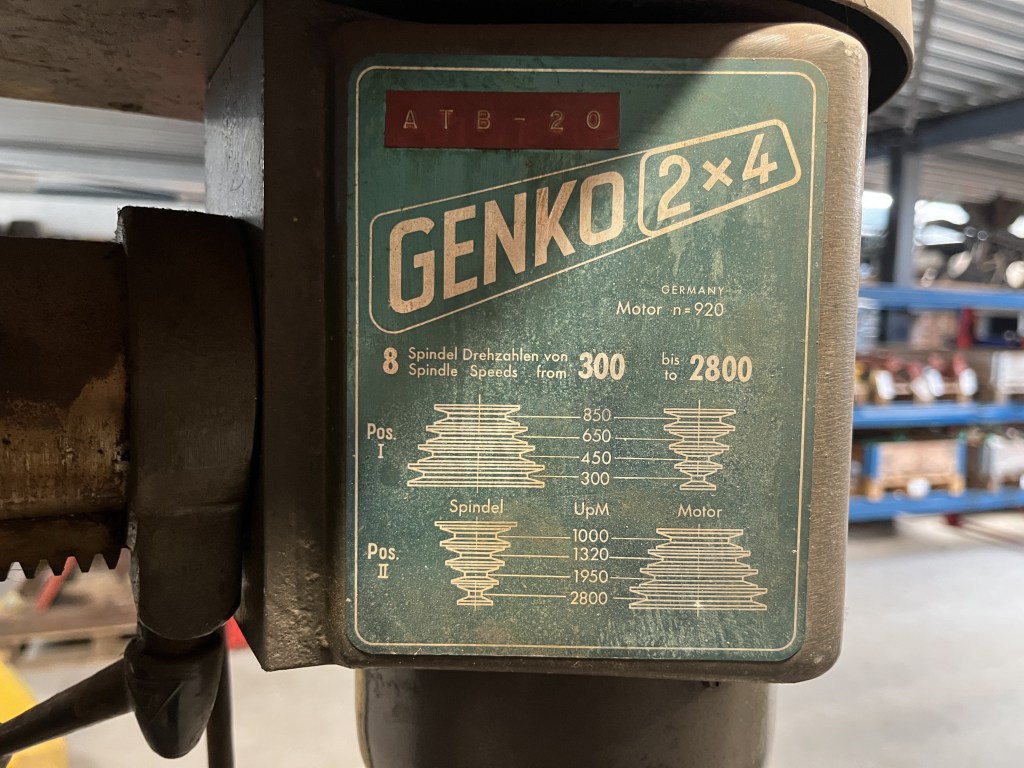 ATB-20
GENKO 2×4
GERMANY
Motor n=920
8 Spindel Drehzahlen von 300 bis 2800
Spindle Speeds from to
Pos. I
850
650
450
300
Spindel UpM Motor
Pos. II
1000
1320
1950
2800